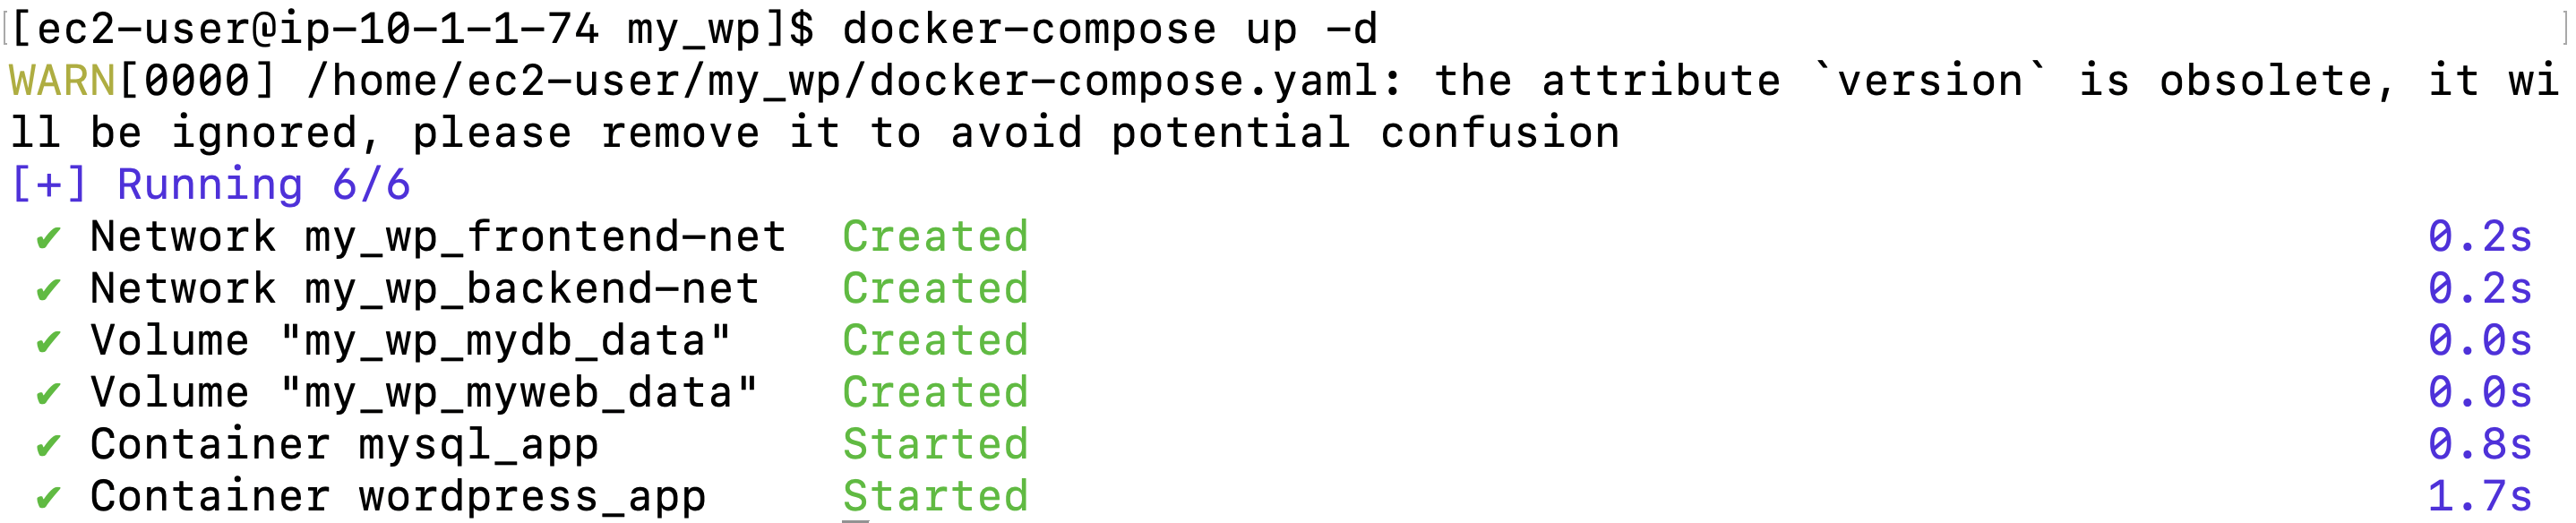 [ec2-user@ip-10-1-1-74 my_wp]$ docker-compose up -d
WARN[0000] /home/ec2-user/my_wp/docker-compose.yaml: the attribute `version` is obsolete, it wi
ll be ignored, please remove it to avoid potential confusion
[+] Running 6/6
✔ Network my_wp_frontend-net Created 0.2s
✔ Network my_wp_backend-net Created 0.2s
✔ Volume "my_wp_mydb_data" Created 0.0s
✔ Volume "my_wp_myweb_data" Created 0.0s
✔ Container mysql_app Started 0.8s
✔ Container wordpress_app Started 1.7s